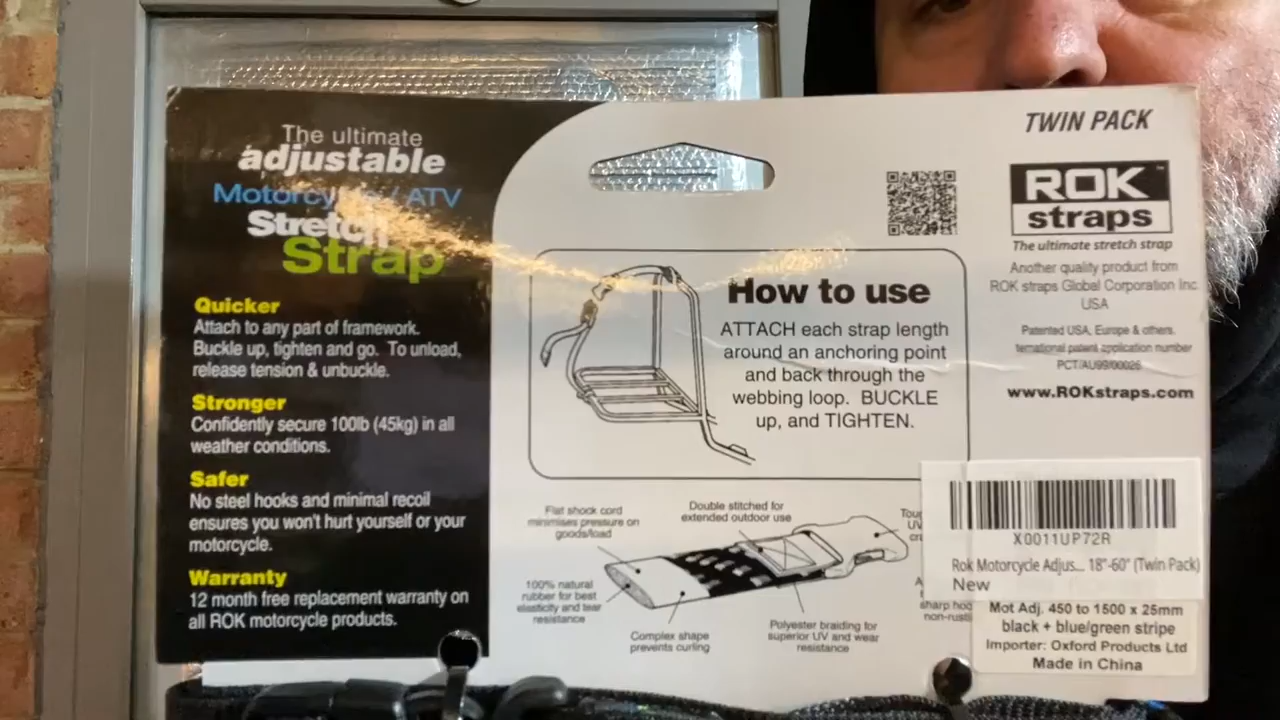 The ultimate
adjustable
Motorcycle / ATV
Stretch
Strap
Quicker
Attach to any part of framework.
Buckle up, tighten and go. To unload,
release tension & unbuckle.
Stronger
Confidently secure 100lb (45kg) in all
weather conditions.
Safer
No steel hooks and minimal recoil
ensures you won't hurt yourself or your
motorcycle.
Warranty
12 month free replacement warranty on
all ROK motorcycle products.
How to use
ATTACH each strap length
around an anchoring point
and back through the
webbing loop. BUCKLE
up, and TIGHTEN.
Flat shock cord
minimises pressure on
goods/load
Double stitched for
extended outdoor use
100% natural
rubber for best
elasticity and tear
resistance
Complex shape
prevents curling
Polyester braiding for
superior UV and wear
resistance
UV
sharp
TWIN PACK
ROK
straps
The ultimate stretch strap
Another quality product from
ROK straps Global Corporation Inc
USA
Patented USA, Europe & others.
ternational patent application number
PCT/AU99/00026
www.ROKstraps.com
X0011UP72R
Rok Motorcycle Adjus... 18"-60" (Twin Pack)
New
Mot Adj. 450 to 1500 x 25mm
black + blue/green stripe
Importer: Oxford Products Ltd
Made in China